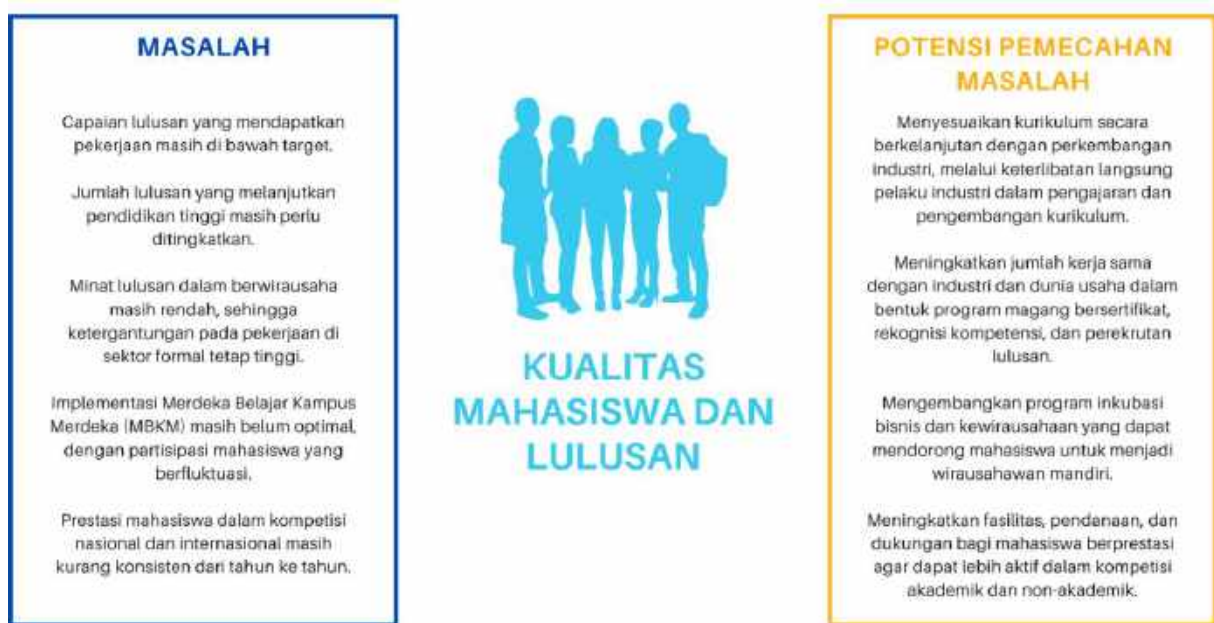 MASALAH
Capaian lulusan yang mendapatkan
pekerjaan masih di bawah target.
Jumlah lulusan yang melanjutkan
pendidikan tinggi masih perlu
ditingkatkan.
Minat lulusan dalam berwirausaha
masih rendah, sehingga
ketergantungan pada pekerjaan di
sektor formal tetap tinggi.
Implementasi Merdeka Belajar Kampus
Merdeka (MBKM) masih belum optimal,
dengan partisipasi mahasiswa yang
berfluktuasi.
Prestasi mahasiswa dalam kompetisi
nasional dan internasional masih
kurang konsisten dari tahun ke tahun.
KUALITAS
MAHASISWA DAN
LULUSAN
POTENSI PEMECAHAN
MASALAH
Menyesuaikan kurikulum secara
berkelanjutan dengan perkembangan
industri, melalui keterlibatan langsung
pelaku industri dalam pengajaran dan
pengembangan kurikulum.
Meningkatkan jumlah kerja sama
dengan industri dan dunia usaha dalam
bentuk program magang bersertifikat,
rekognisi kompetensi, dan perekrutan
lulusan.
Mengembangkan program inkubasi
bisnis dan kewirausahaan yang dapat
mendorong mahasiswa untuk menjadi
wirausahawan mandiri.
Meningkatkan fasilitas, pendanaan, dan
dukungan bagi mahasiswa berprestasi
agar dapat lebih aktif dalam kompetisi
akademik dan non-akademik.